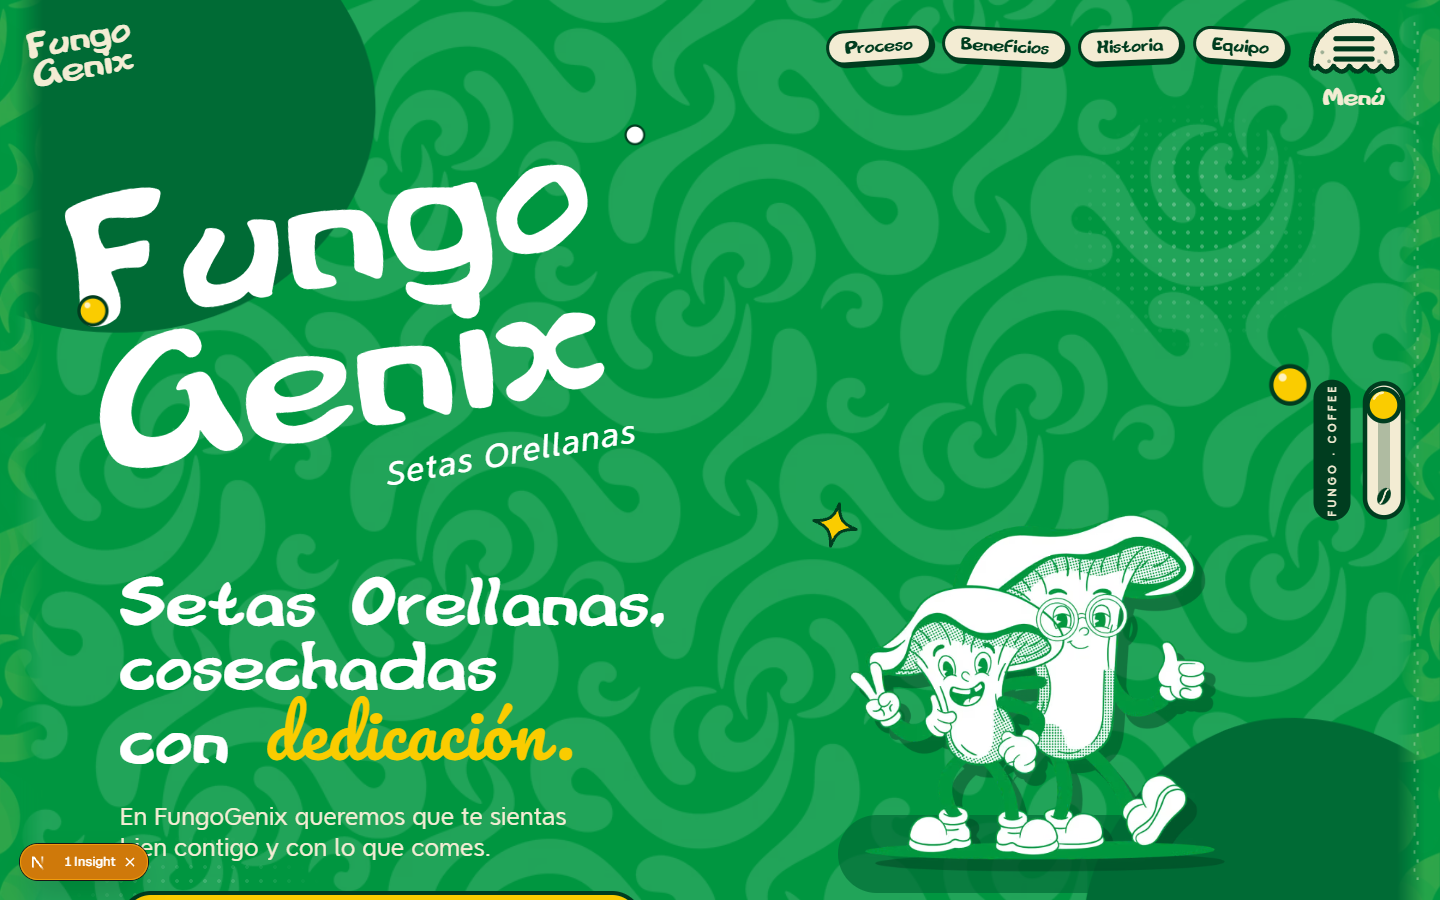 Fungo
Genix
Proceso
Beneficios
Historia
Equipo
Menú
Fungo
Genix
Setas Orellanas
FUNGO . COFFEE
Setas Orellanas,
cosechadas
con dedicación.
En FungoGenix queremos que te sientas
bien contigo y con lo que comes.
1 Insight